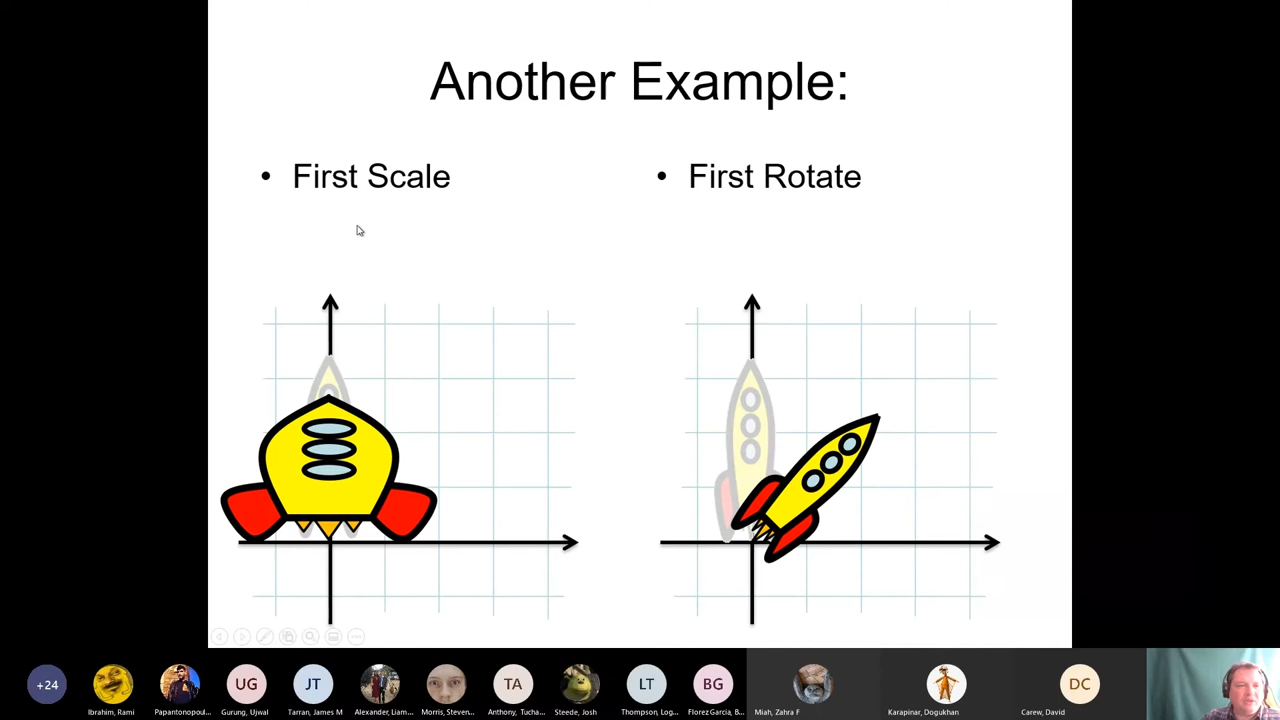 Another Example:
• First Scale
• First Rotate
+24
UG
JT
TA
LT
BG
DC
Ibrahim, Rami
Papantonopoul...
Gurung, Ujwal
Tarran, James M
Alexander, Liam...
Morris, Steven...
Anthony, Tucha...
Steede, Josh
Thompson, Log...
Florez Garcia, B...
Miah, Zahra F
Karapinar, Dogukhan
Carew, David